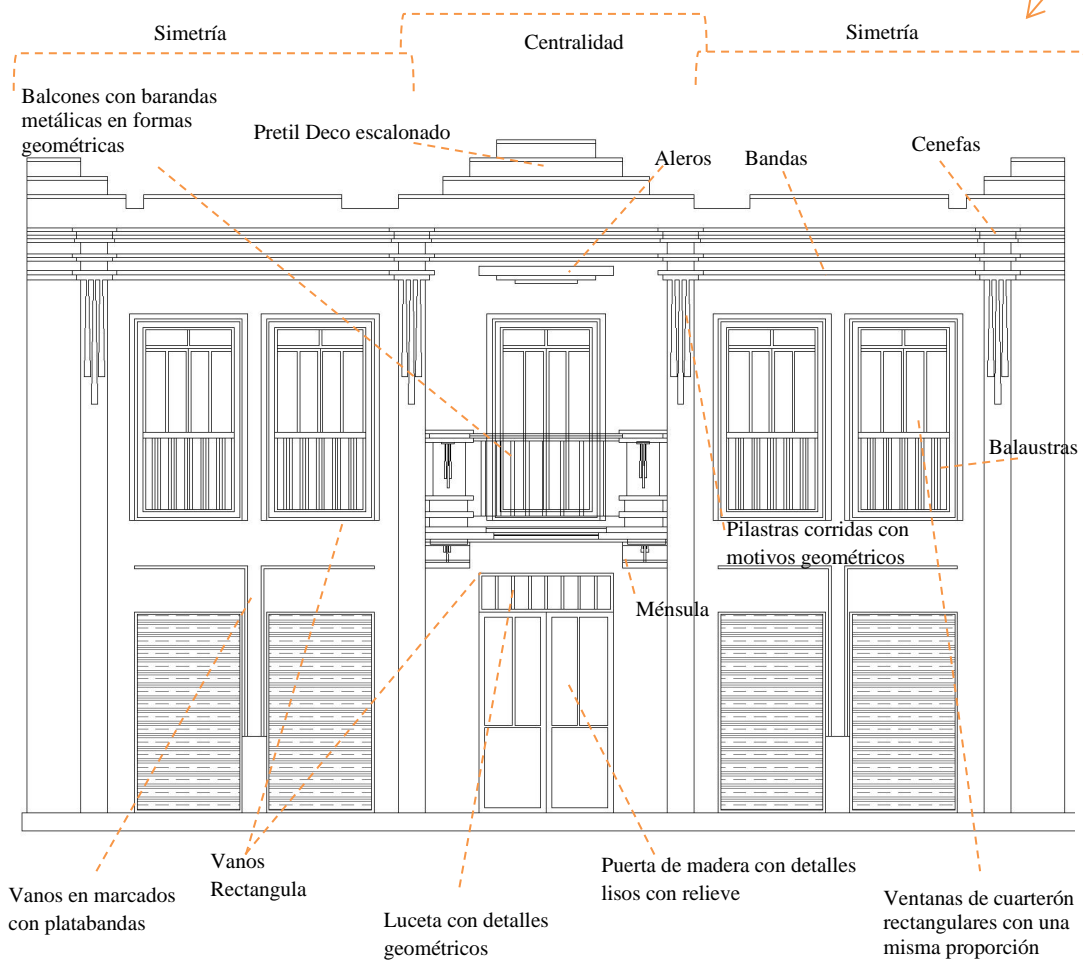 Simetría
Centralidad
Simetría
Balcones con barandas
metálicas en formas
geométricas
Pretil Deco escalonado
Aleros
Bandas
Cenefas
Balaustras
Pilastras corridas con
motivos geométricos
Ménsula
Vanos en marcados
con platabandas
Vanos
Rectangula
Luceta con detalles
geométricos
Puerta de madera con detalles
lisos con relieve
Ventanas de cuarterón
rectangulares con una
misma proporción